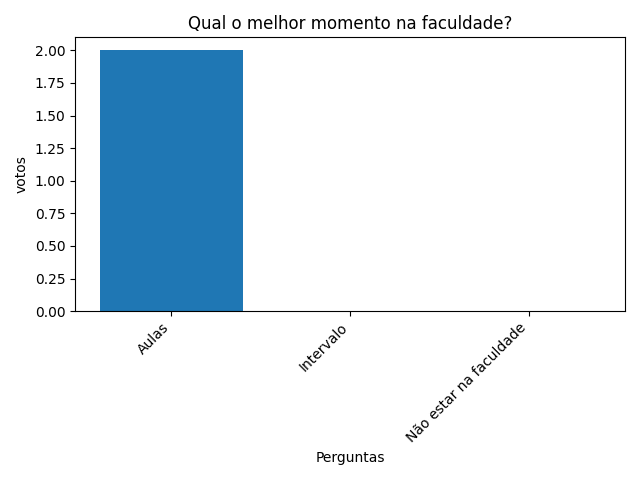 Qual o melhor momento na faculdade?
2.00
1.75
1.50
1.25
1.00
0.75
0.50
0.25
0.00
votos
Aulas
Intervalo
Não estar na faculdade
Perguntas